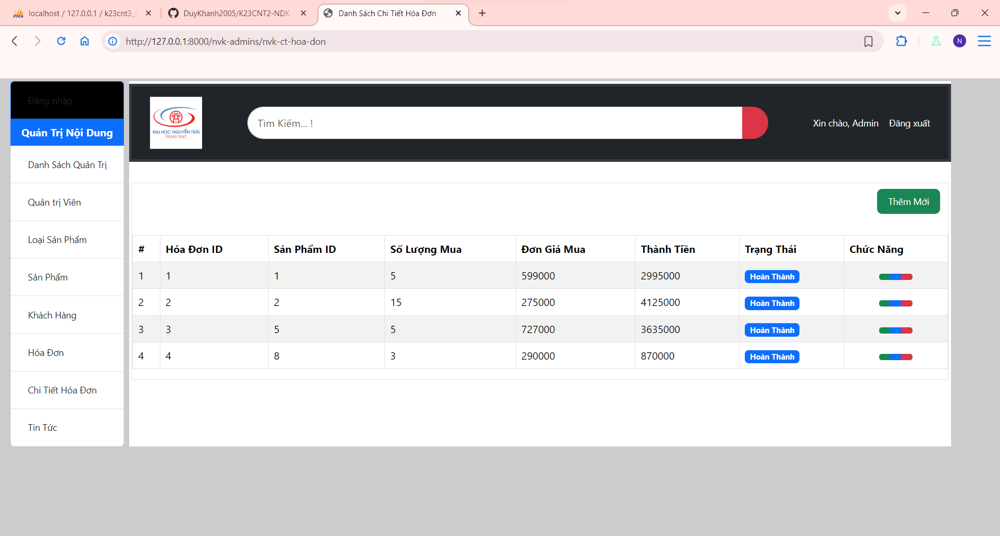 localhost / 127.0.0.1 / k23cnt3_
DuyKhanh2005/K23CNT2-NDK
Danh Sách Chi Tiết Hóa Đơn
http://127.0.0.1:8000/nvk-admins/nvk-ct-hoa-don
N
Đăng nhập
Quản Trị Nội Dung
Danh Sách Quản Trị
Quản trị Viên
Loại Sản Phẩm
Sản Phẩm
Khách Hàng
Hóa Đơn
Chi Tiết Hóa Đơn
Tin Tức
ĐẠI HỌC NGUYỄN TRÃI
TRUNG THỰC
Tìm Kiếm... !
Xin chào, Admin Đăng xuất
Thêm Mới
# Hóa Đơn ID Sản Phẩm ID Số Lượng Mua Đơn Giá Mua Thành Tiền Trạng Thái Chức Năng
1 1 1 5 599000 2995000 Hoàn Thành
2 2 2 15 275000 4125000 Hoàn Thành
3 3 5 5 727000 3635000 Hoàn Thành
4 4 8 3 290000 870000 Hoàn Thành